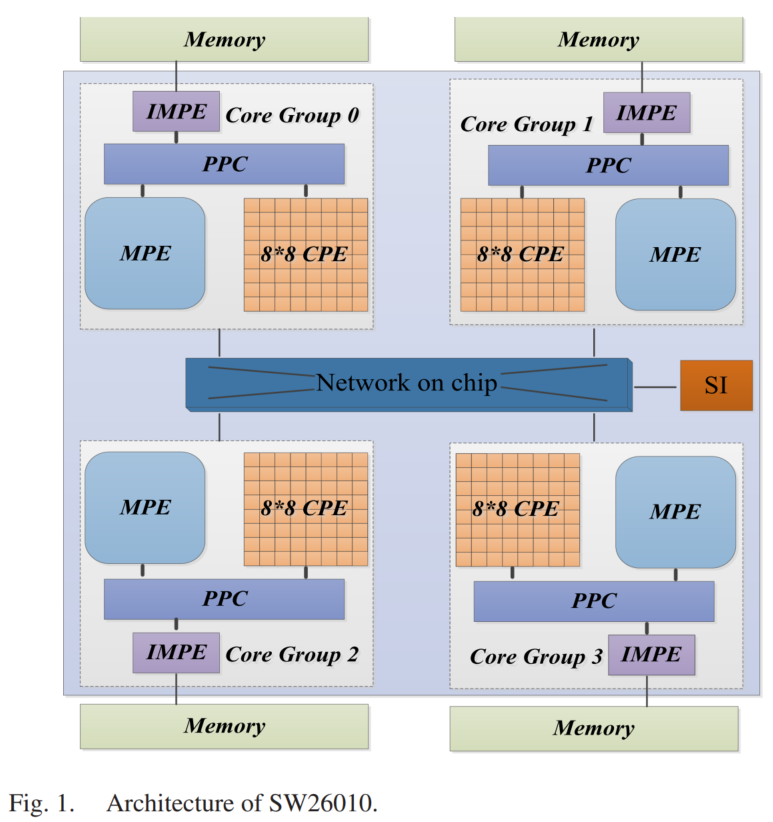 Memory
Memory
IMPE
Core Group 0
Core Group 1
IMPE
PPC
PPC
MPE
8*8 CPE
8*8 CPE
MPE
Network on chip
SI
MPE
8*8 CPE
8*8 CPE
MPE
PPC
PPC
IMPE
Core Group 2
Core Group 3
IMPE
Memory
Memory
Fig. 1. Architecture of SW26010.